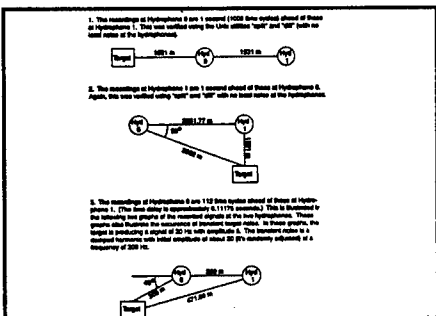 1. The recordings at Hydrophone 0 are 1 second (1000 time cycles) ahead of those
at Hydrophone 1. This was verified using the Unix utilities "split" and "diff" (with no
local noise at the hydrophones).
1521 m
Target
Hyd
0
Hyd
1
2. The recordings at Hydrophone 1 are 1 second ahead of those at Hydrophone 0.
Again, this was verified using "split" and "diff" with no local noise at the hydrophones.
Hyd
0
Hyd
1
Target
3. The recordings at Hydrophone 0 are 112 time cycles ahead of those at Hydro-
phone 1. (The time delay is approximately 0.11175 seconds.) This is illustrated in
the following two graphs of the recorded signals at the two hydrophones. These
graphs also illustrate the occurrence of transient target noise. In these graphs, the
target is producing a signal of 20 Hz with amplitude 5. The transient noise is a
damped harmonic with initial amplitude of about 20 (it's randomly adjusted) at a
frequency of 200 Hz.
Hyd
0
Hyd
1
Target